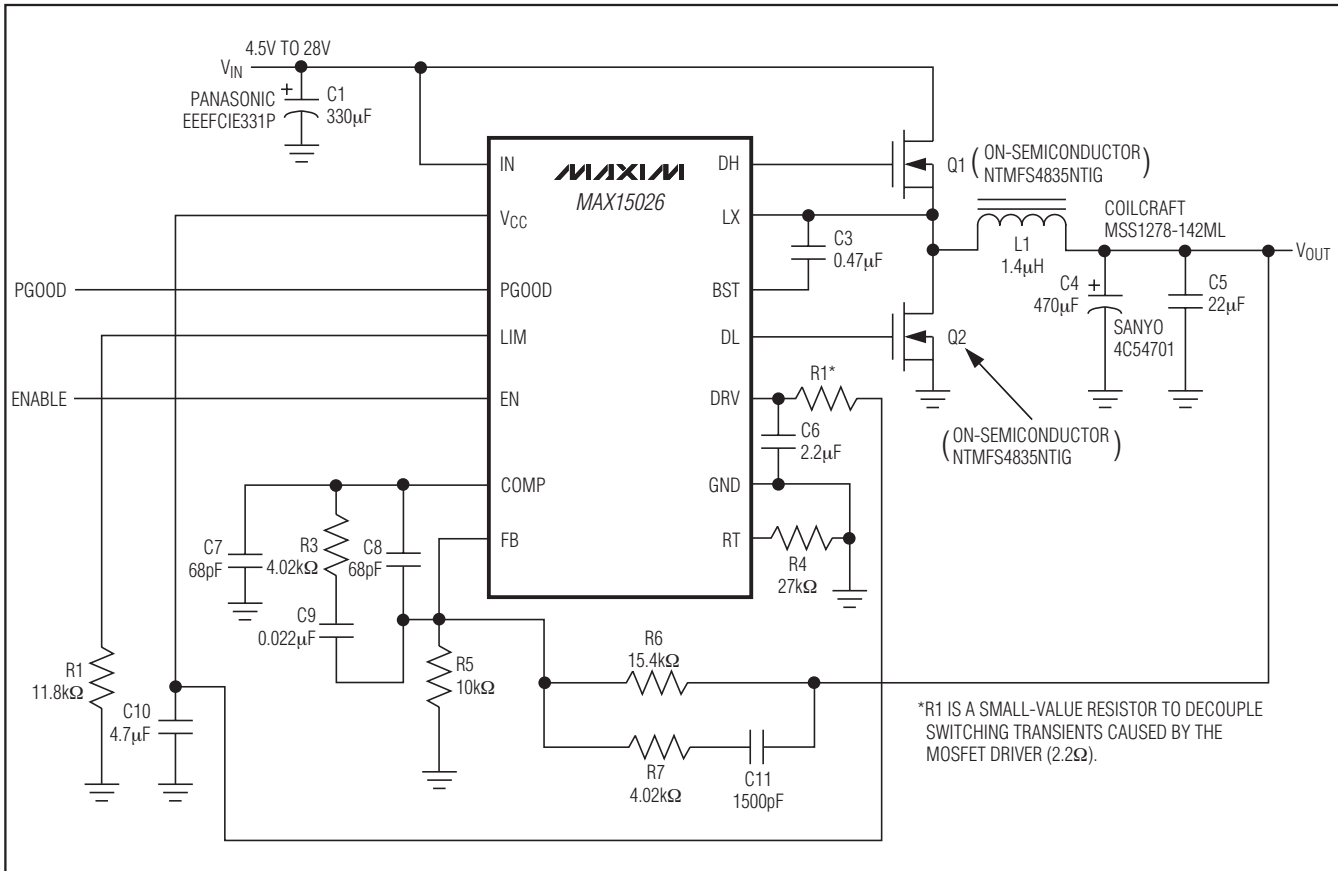 4.5V TO 28V
VIN
PANASONIC
EEEFCIE331P
+
C1
330µF
MAXIM
MAX15026
IN
VCC
PGOOD
LIM
EN
COMP
FB
DH
LX
BST
DL
DRV
GND
RT
PGOOD
ENABLE
Q1
(ON-SEMICONDUCTOR
NTMFS4835NTIG)
C3
0.47µF
L1
1.4µH
COILCRAFT
MSS1278-142ML
VOUT
C4
470µF
+
SANYO
4C54701
C5
22µF
Q2
(ON-SEMICONDUCTOR
NTMFS4835NTIG)
R1*
C6
2.2µF
R4
27kΩ
C7
68pF
R3
4.02kΩ
C8
68pF
C9
0.022µF
R5
10kΩ
R6
15.4kΩ
R7
4.02kΩ
C11
1500pF
R1
11.8kΩ
C10
4.7µF
*R1 IS A SMALL-VALUE RESISTOR TO DECOUPLE
SWITCHING TRANSIENTS CAUSED BY THE
MOSFET DRIVER (2.2Ω).